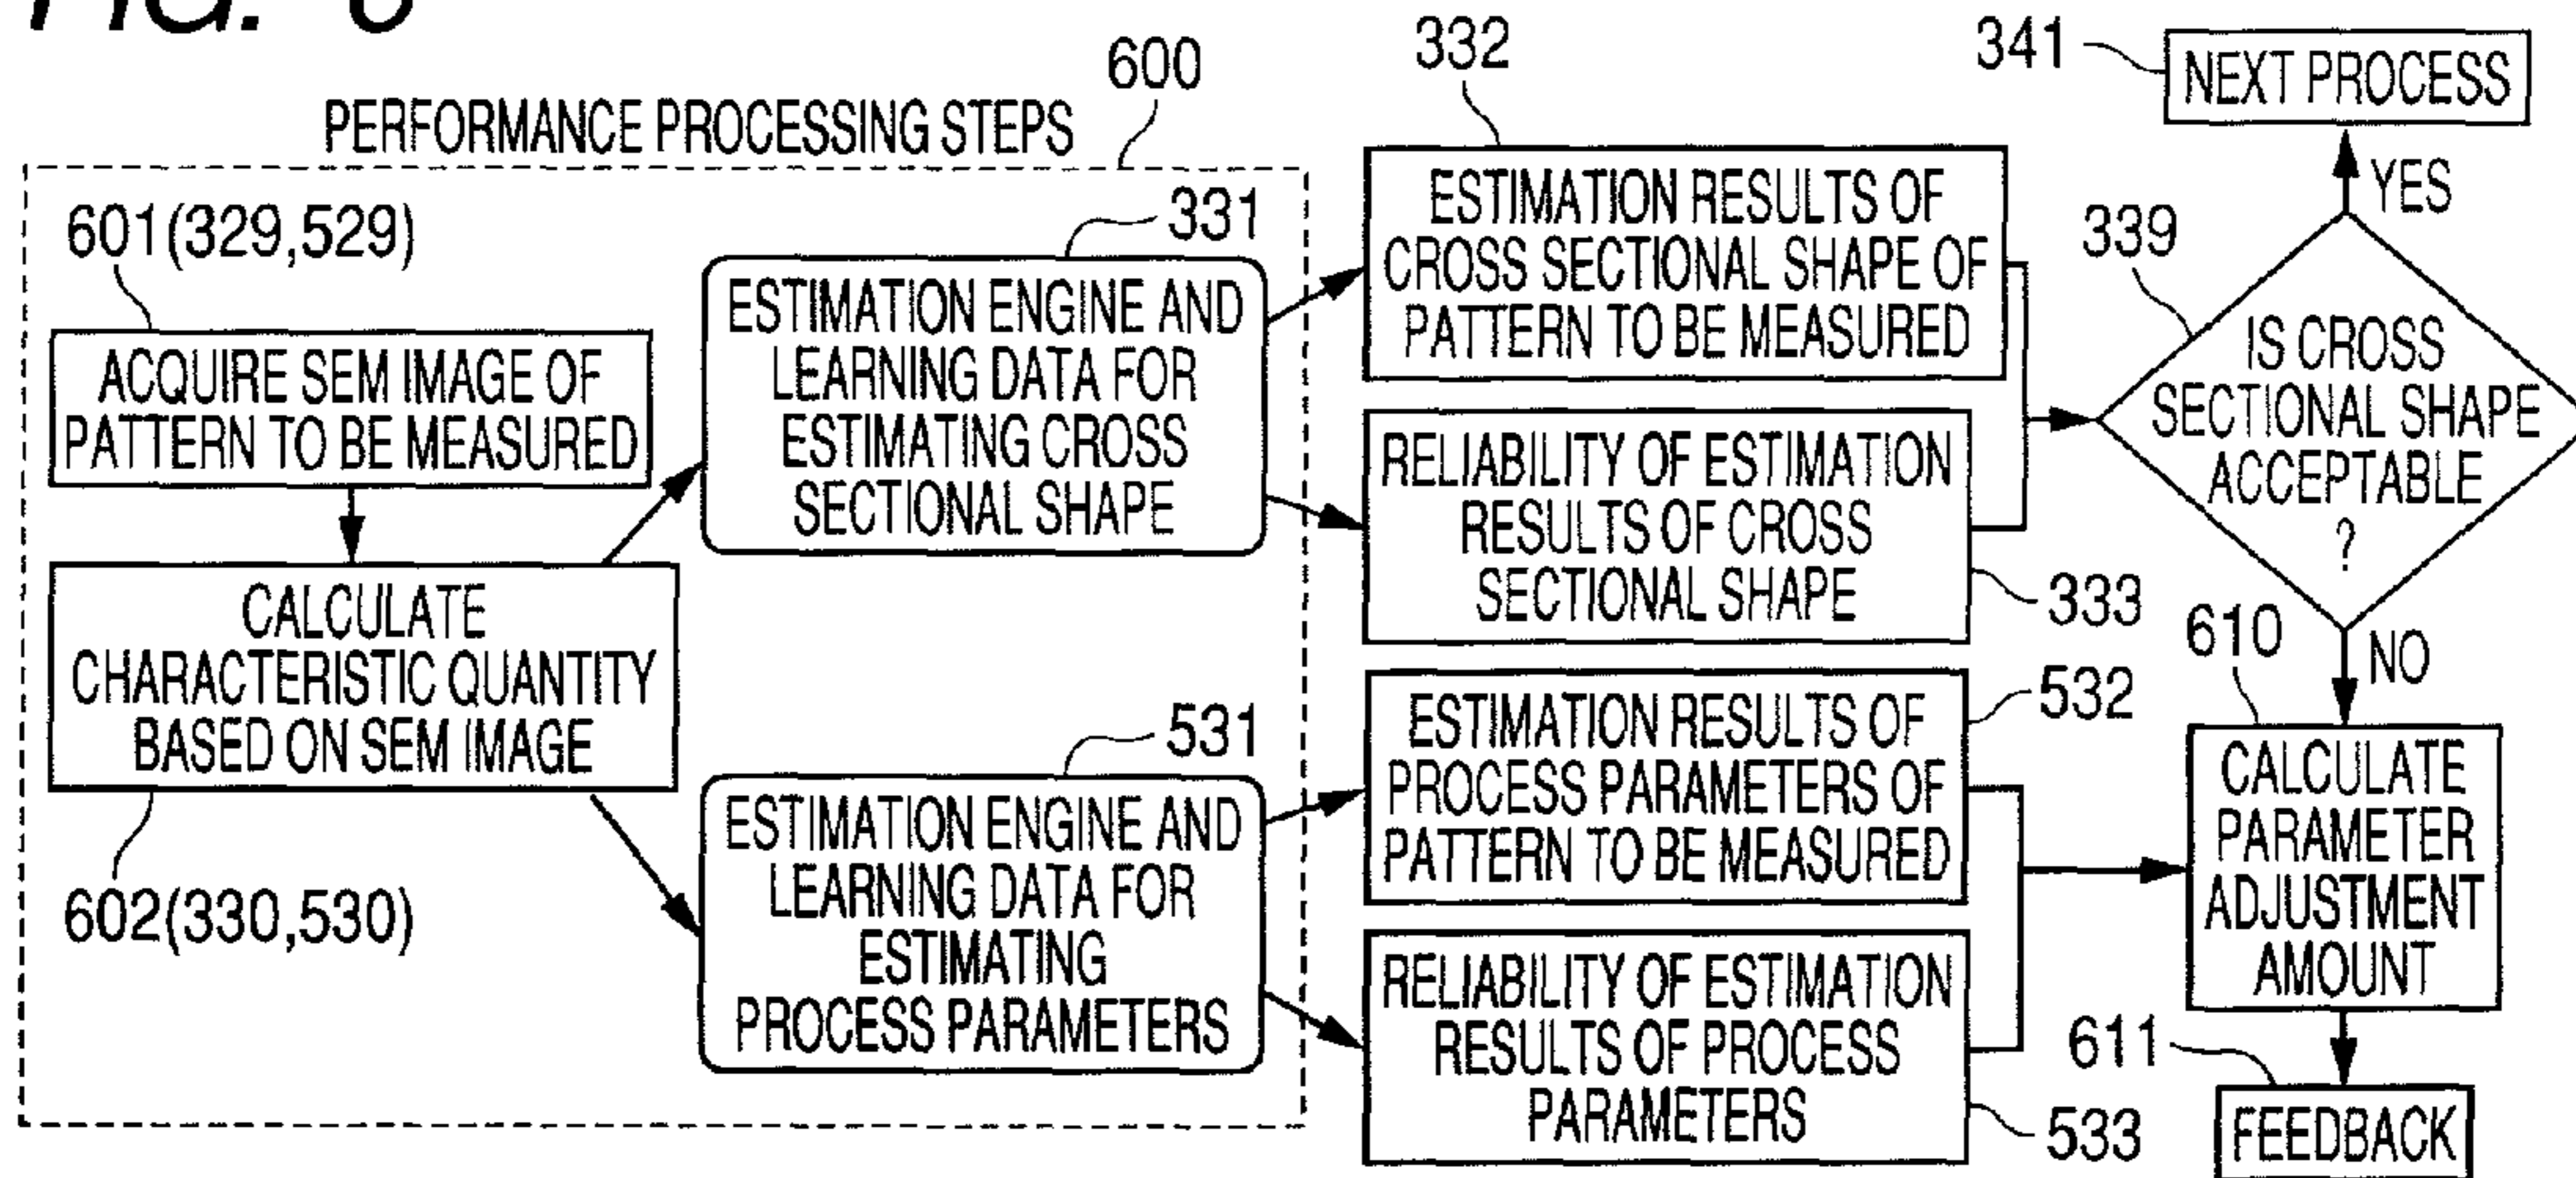 FIG. 6
600
332
341
NEXT PROCESS
PERFORMANCE PROCESSING STEPS
YES
601(329,529)
331
339
ACQUIRE SEM IMAGE OF
PATTERN TO BE MEASURED
ESTIMATION ENGINE AND
LEARNING DATA FOR
ESTIMATING CROSS
SECTIONAL SHAPE
ESTIMATION RESULTS OF
CROSS SECTIONAL SHAPE OF
PATTERN TO BE MEASURED
IS CROSS
SECTIONAL SHAPE
ACCEPTABLE
?
RELIABILITY OF ESTIMATION
RESULTS OF CROSS
SECTIONAL SHAPE
333
CALCULATE
CHARACTERISTIC QUANTITY
BASED ON SEM IMAGE
602(330,530)
610
NO
531
ESTIMATION ENGINE AND
LEARNING DATA FOR
ESTIMATING
PROCESS PARAMETERS
ESTIMATION RESULTS OF
PROCESS PARAMETERS OF
PATTERN TO BE MEASURED
532
CALCULATE
PARAMETER
ADJUSTMENT
AMOUNT
RELIABILITY OF ESTIMATION
RESULTS OF PROCESS
PARAMETERS
533
611
FEEDBACK